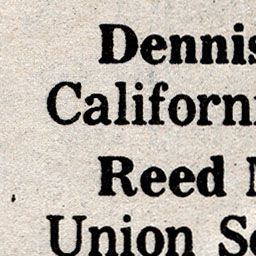 Dennis
Californ
Reed
Union S